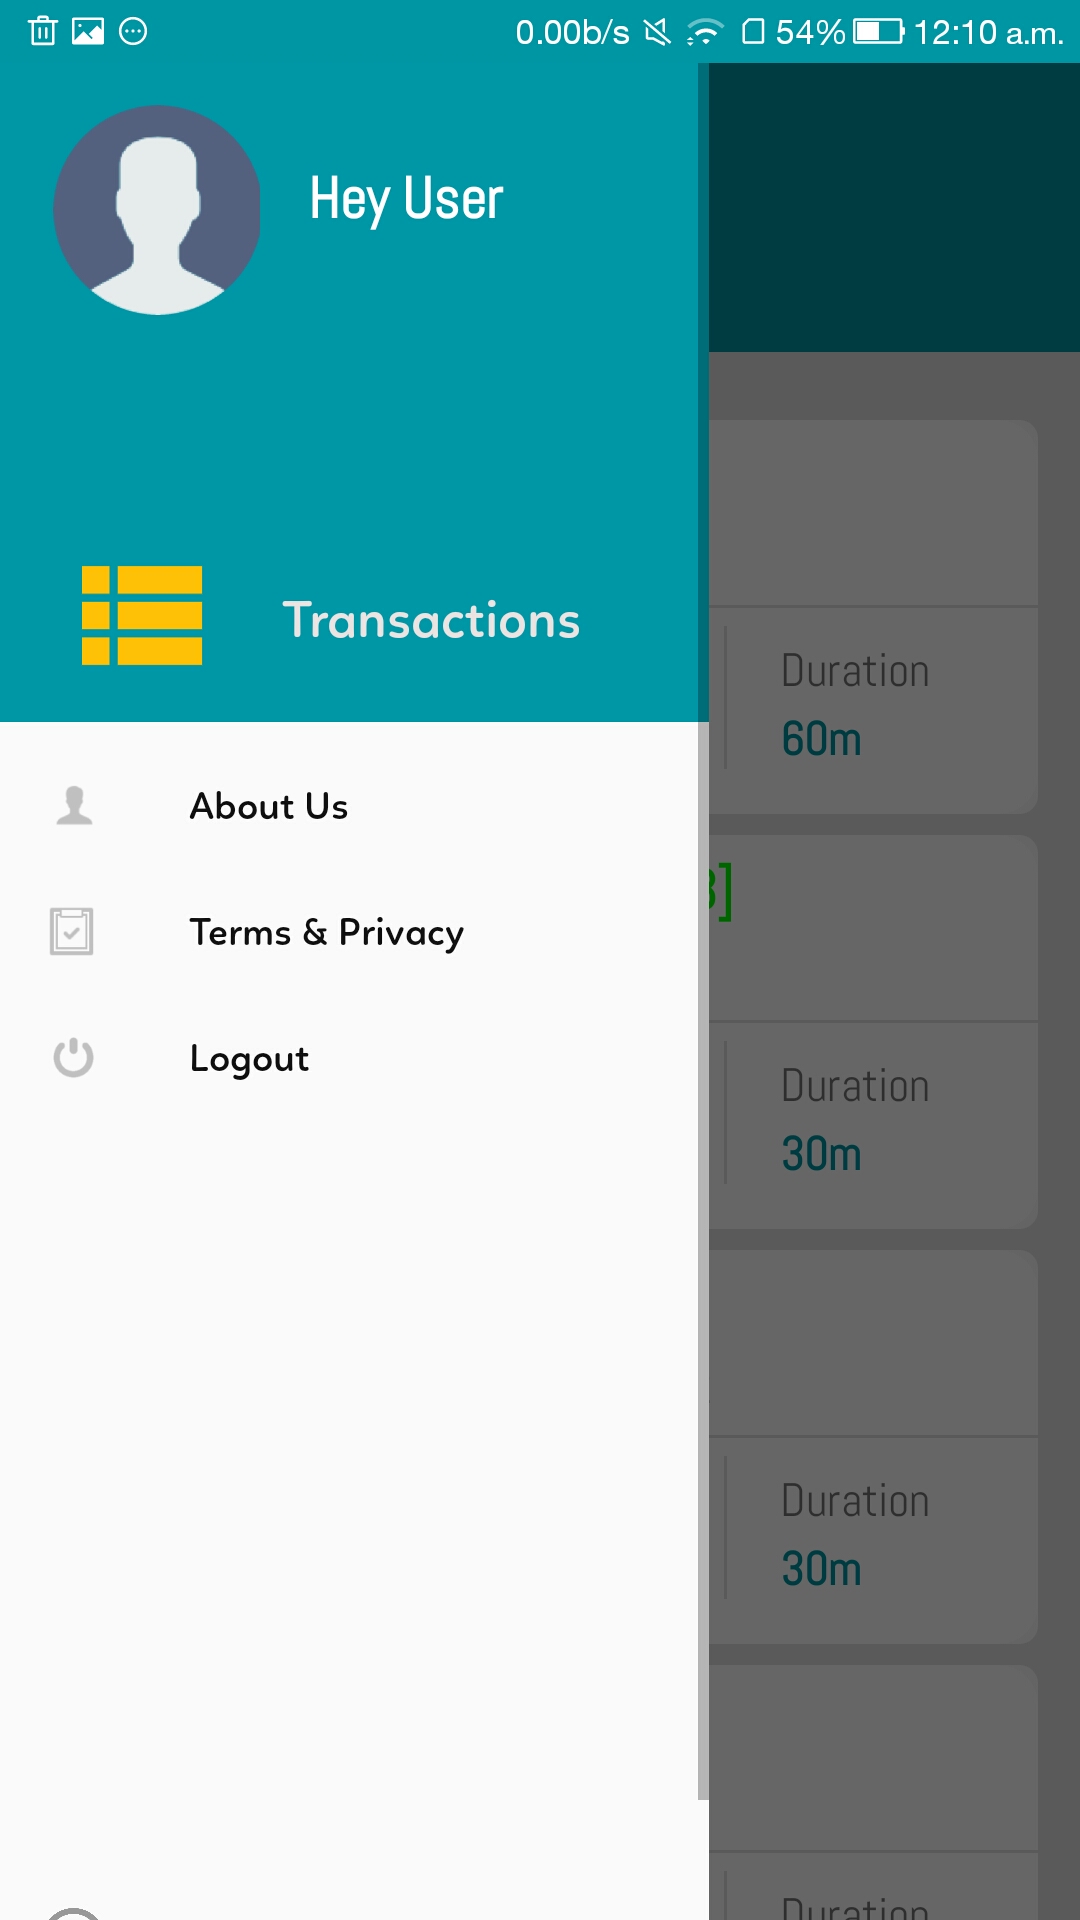 0.00b/s 54% 12:10 a.m.
Hey User
Transactions
About Us
Terms & Privacy
Logout
Duration
60m
]
Duration
30m
Duration
30m
Duration